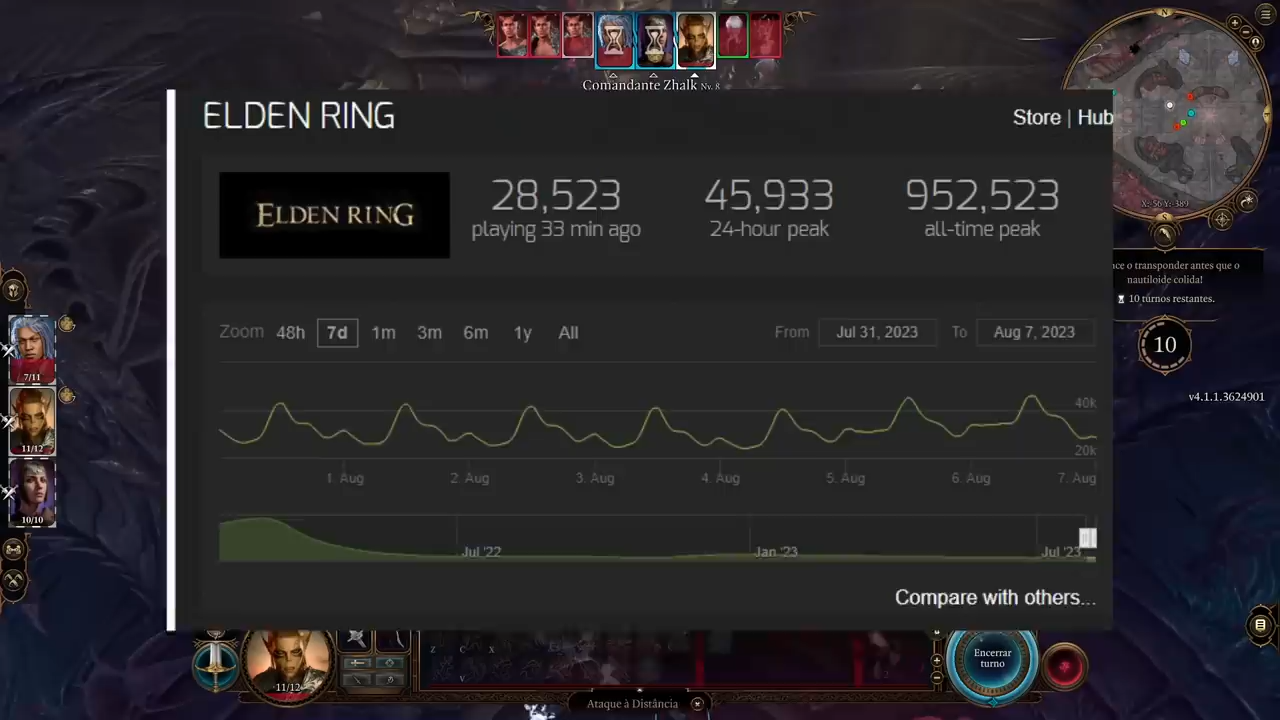 Comandante Zhalk Nv. 8
ELDEN RING
Store | Hub
ELDEN RING
28,523
playing 33 min ago
45,933
24-hour peak
952,523
all-time peak
N
S
X: 56 Y: -389
o transponder antes que o
nautiloide colida!
10 turnos restantes.
10
v4.1.1.3624901
Zoom 48h 7d 1m 3m 6m 1y All
From Jul 31, 2023 To Aug 7, 2023
40k
20k
1. Aug 2. Aug 3. Aug 4. Aug 5. Aug 6. Aug 7. Aug
Jul '22 Jan '23 Jul '23
Compare with others...
7/11
11/12
10/10
11/12
Z C X
V
Encerrar
turno
Ataque à Distância